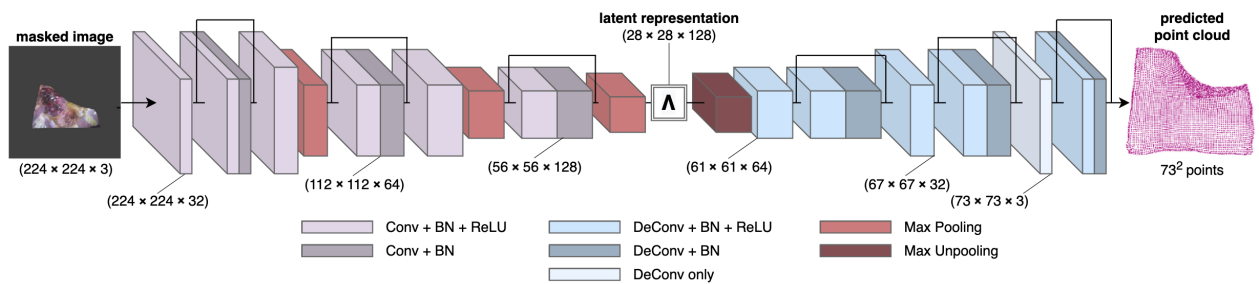 masked image
(224 × 224 × 3)
(224 × 224 × 32)
(112 × 112 × 64)
(56 × 56 × 128)
latent representation
(28 × 28 × 128)
Λ
(61 × 61 × 64)
(67 × 67 × 32)
(73 × 73 × 3)
predicted
point cloud
73² points
Conv + BN + ReLU
Conv + BN
DeConv + BN + ReLU
DeConv + BN
DeConv only
Max Pooling
Max Unpooling